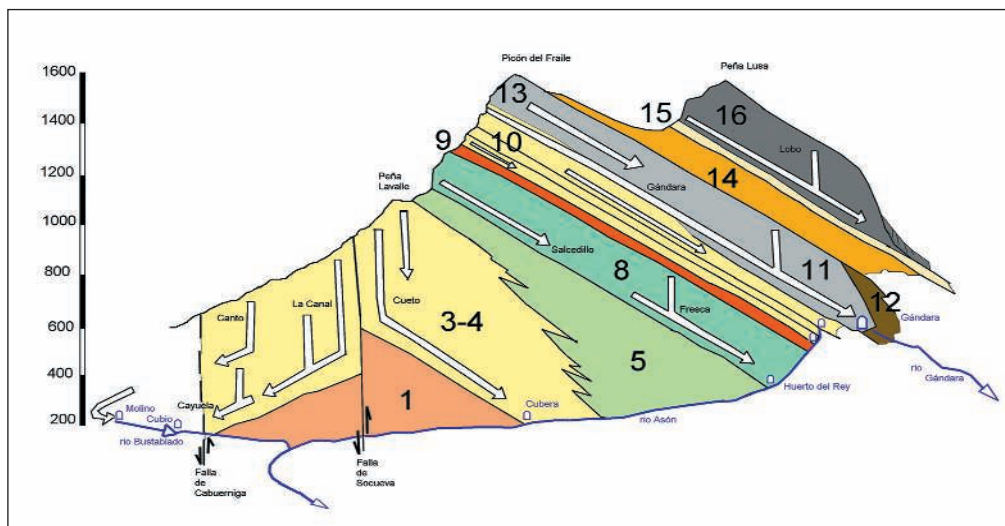 1600
1400
1200
1000
800
600
400
200
Picón del Fraile
Peña Lusa
13
15
16
9
10
Lobo
Peña
Lavalle
Gándara
14
Salcedillo
8
11
12
Canto
La Canal
Cueto
3-4
Fresca
Gándara
5
1
Cayuela
Molino
Cubío
río Bustablado
Cubera
río Asón
Huerto del Rey
río
Gándara
Falla
de
Cabuerniga
Falla
de
Socueva